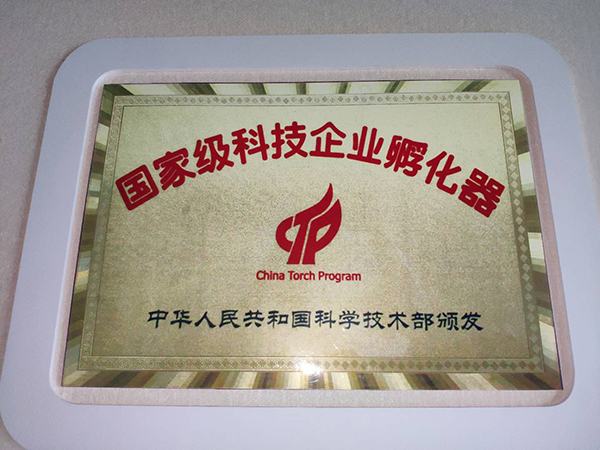 国家级科技企业孵化器
CTP
China Torch Program
中华人民共和国科学技术部颁发